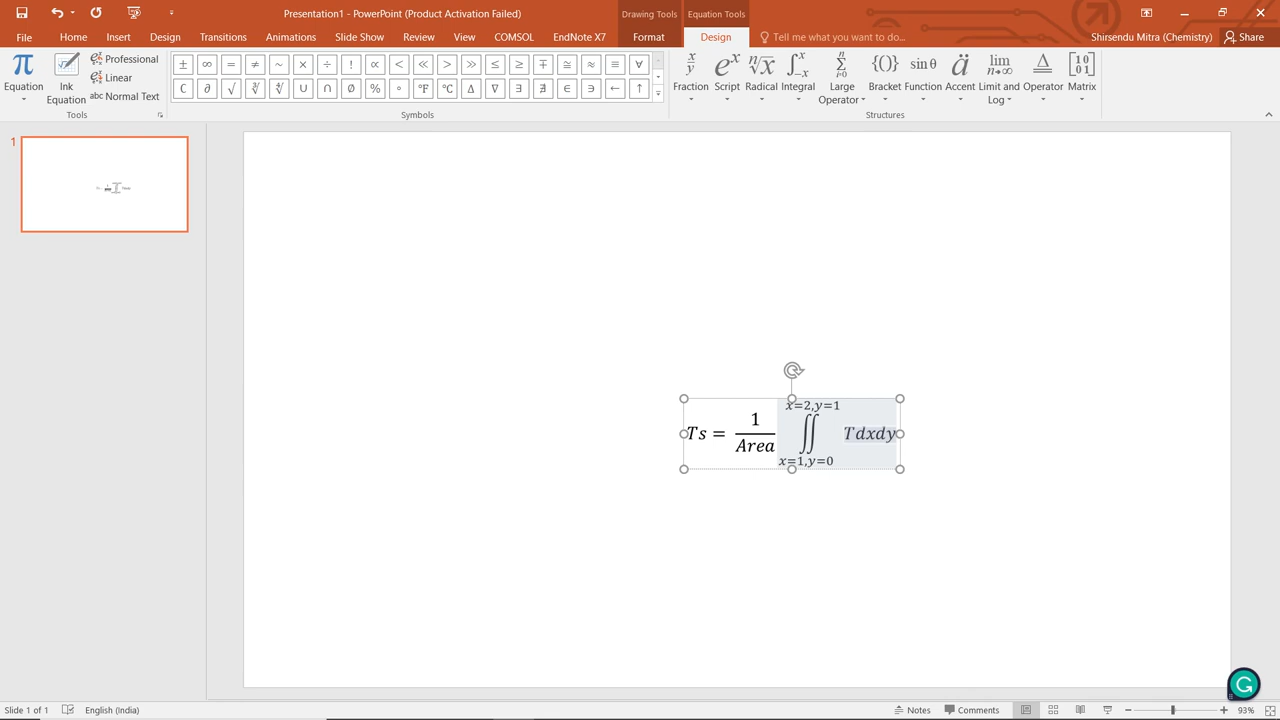 Presentation1 - PowerPoint (Product Activation Failed)
Drawing Tools
Equation Tools
File
Home
Insert
Design
Transitions
Animations
Slide Show
Review
View
COMSOL
EndNote X7
Format
Design
Tell me what you want to do...
Shirsendu Mitra (Chemistry)
Share
Equation
Ink Equation
Professional
Linear
abc Normal Text
Tools
± ∞ = ≠ ~ × ÷ ! ∝ < ≪ > ≫ ≤ ≥ ∓ ≅ ≈ ≡ ∀
∁ ∂ √ ∛ ∜ ∪ ∩ ∅ % ° ℉ ℃ ∆ ∇ ∃ ∄ ∈ ∋ ← ↑
Symbols
Fraction
Script
Radical
Integral
Large Operator
Bracket
Function
Accent
Limit and Log
Operator
Matrix
Structures
1
x=2,y=1
Ts = 1/Area ∬ Tdxdy
x=1,y=0
Slide 1 of 1
English (India)
Notes
Comments
93%